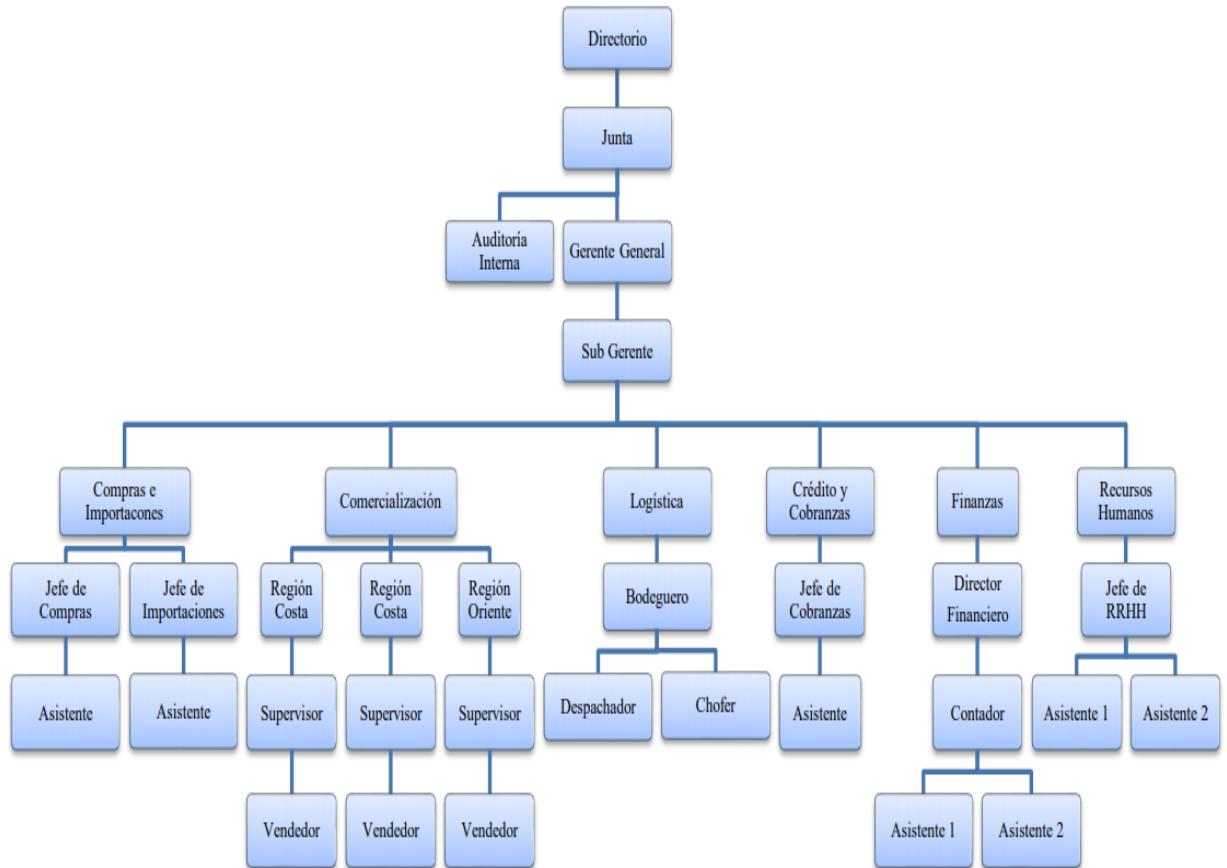 Directorio
Junta
Auditoría
Interna
Gerente General
Sub Gerente
Compras e
Importacones
Comercialización
Logística
Crédito y
Cobranzas
Finanzas
Recursos
Humanos
Jefe de
Compras
Jefe de
Importaciones
Región
Costa
Región
Costa
Región
Oriente
Bodeguero
Jefe de
Cobranzas
Director
Financiero
Jefe de
RRHH
Asistente
Asistente
Supervisor
Supervisor
Supervisor
Despachador
Chofer
Asistente
Contador
Asistente 1
Asistente 2
Vendedor
Vendedor
Vendedor
Asistente 1
Asistente 2